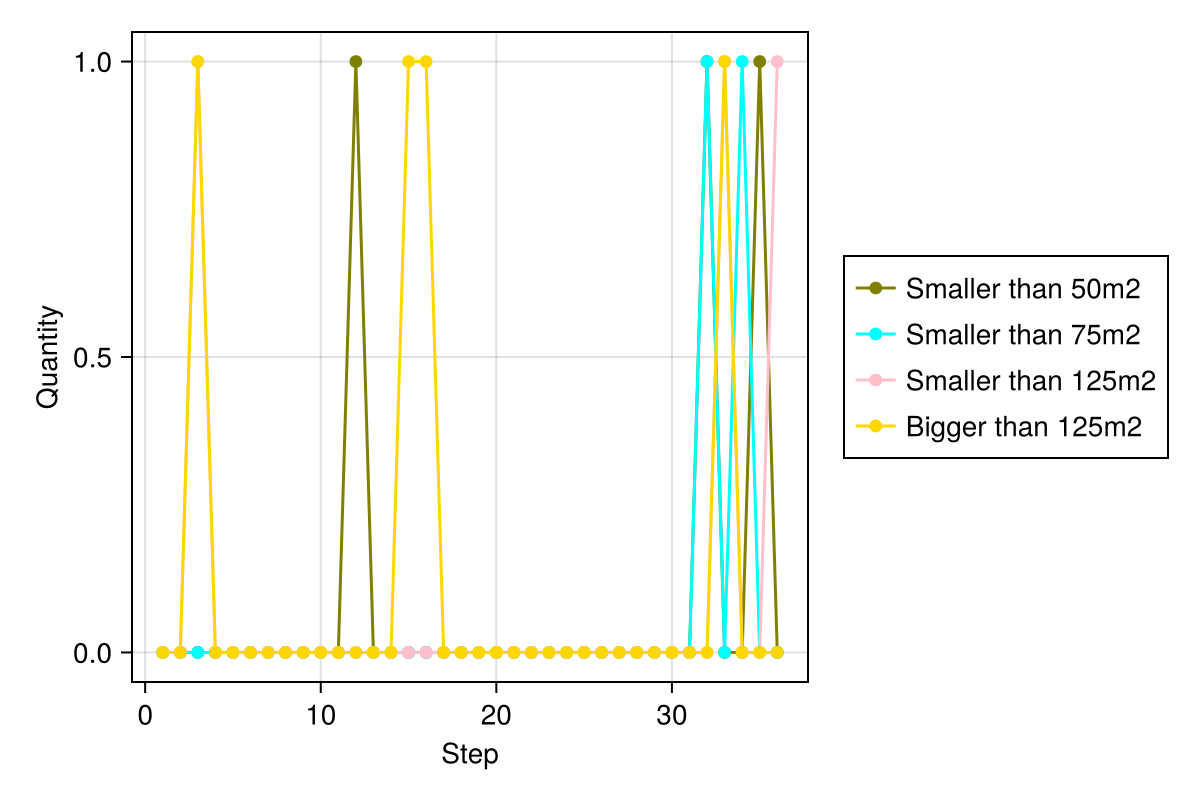 1.0
0.5
0.0
Quantity
0
10
20
30
Step
Smaller than 50m2
Smaller than 75m2
Smaller than 125m2
Bigger than 125m2